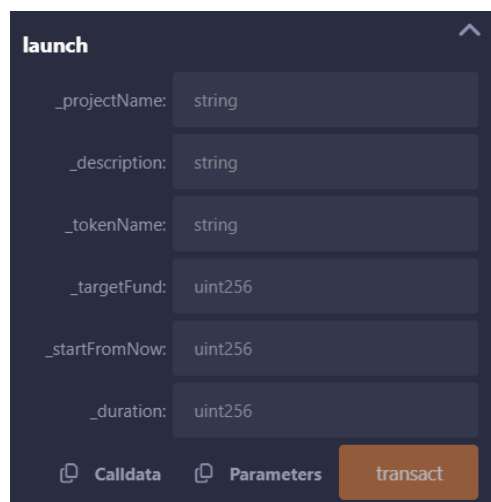 launch
_projectName: string
_description: string
_tokenName: string
_targetFund: uint256
_startFromNow: uint256
_duration: uint256
Calldata Parameters transact